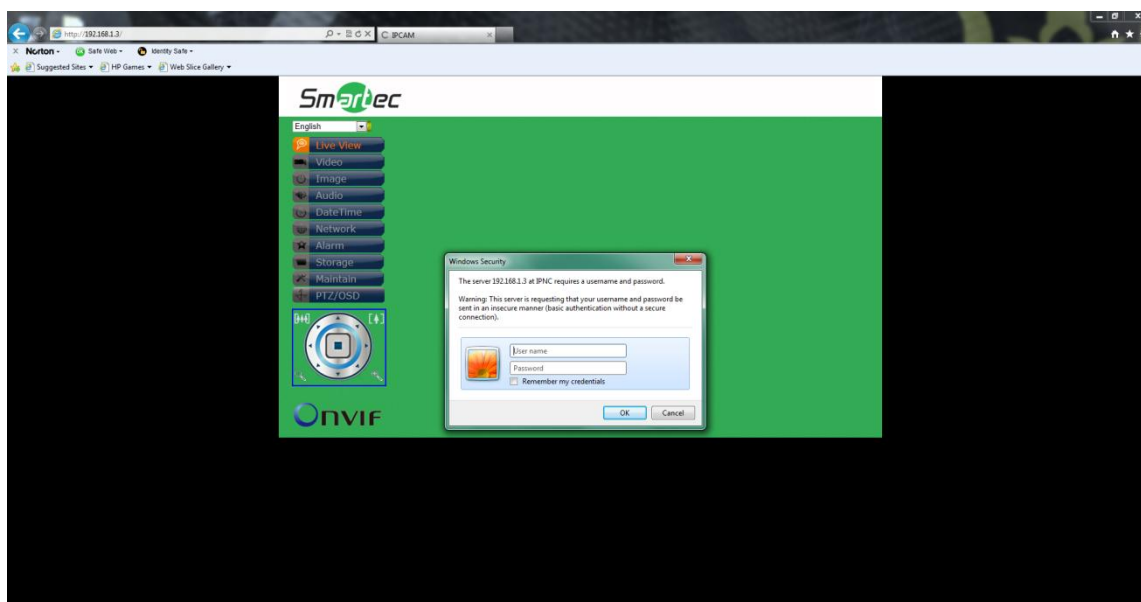 http://192.168.1.3/
IPCAM
Norton
Safe Web
Identity Safe
Suggested Sites
HP Games
Web Slice Gallery
Smartec
English
Live View
Video
Image
Audio
DateTime
Network
Alarm
Storage
Maintain
PTZ/OSD
Onvif
Windows Security
The server 192.168.1.3 at IPNC requires a username and password.
Warning: This server is requesting that your username and password be
sent in an insecure manner (basic authentication without a secure
connection).
User name
Password
Remember my credentials
OK Cancel